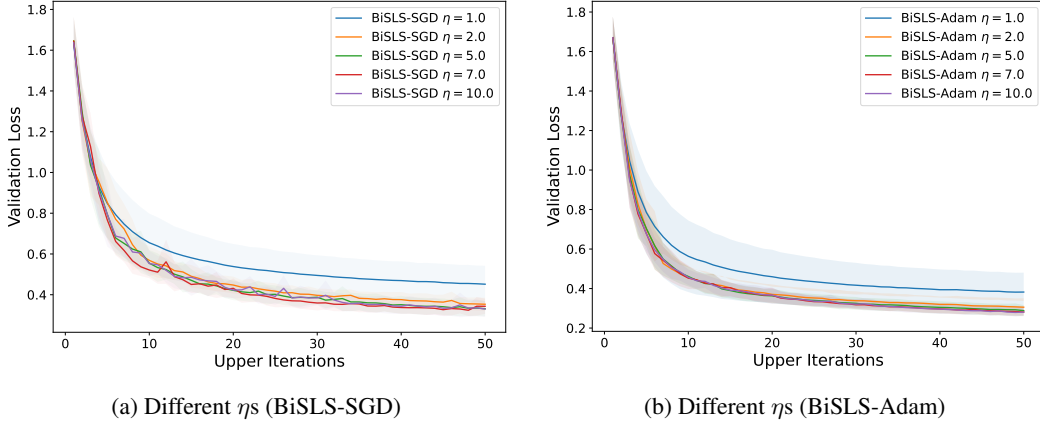 1.8
1.6
1.4
1.2
1.0
0.8
0.6
0.4
Validation Loss
0
10
20
30
40
50
Upper Iterations
BiSLS-SGD η = 1.0
BiSLS-SGD η = 2.0
BiSLS-SGD η = 5.0
BiSLS-SGD η = 7.0
BiSLS-SGD η = 10.0
(a) Different ηs (BiSLS-SGD)
1.8
1.6
1.4
1.2
1.0
0.8
0.6
0.4
0.2
Validation Loss
0
10
20
30
40
50
Upper Iterations
BiSLS-Adam η = 1.0
BiSLS-Adam η = 2.0
BiSLS-Adam η = 5.0
BiSLS-Adam η = 7.0
BiSLS-Adam η = 10.0
(b) Different ηs (BiSLS-Adam)